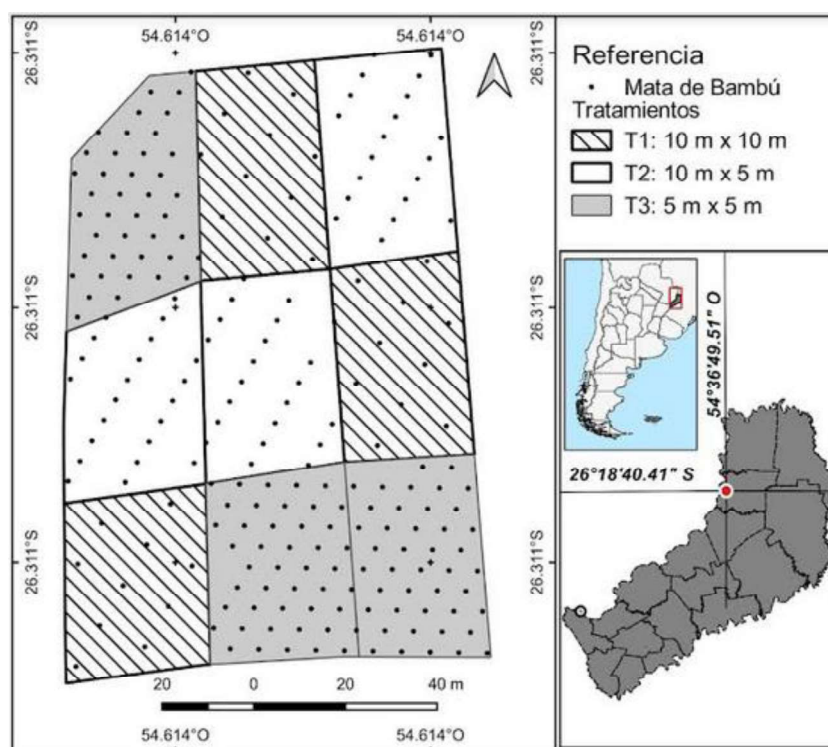 54.614°O 54.614°O
26.311°S 26.311°S
26.311°S 26.311°S
26.311°S 26.311°S
20 0 20 40 m
54.614°O 54.614°O
Referencia
Mata de Bambú
Tratamientos
T1: 10 m x 10 m
T2: 10 m x 5 m
T3: 5 m x 5 m
54°36'49.51" O
26°18'40.41" S